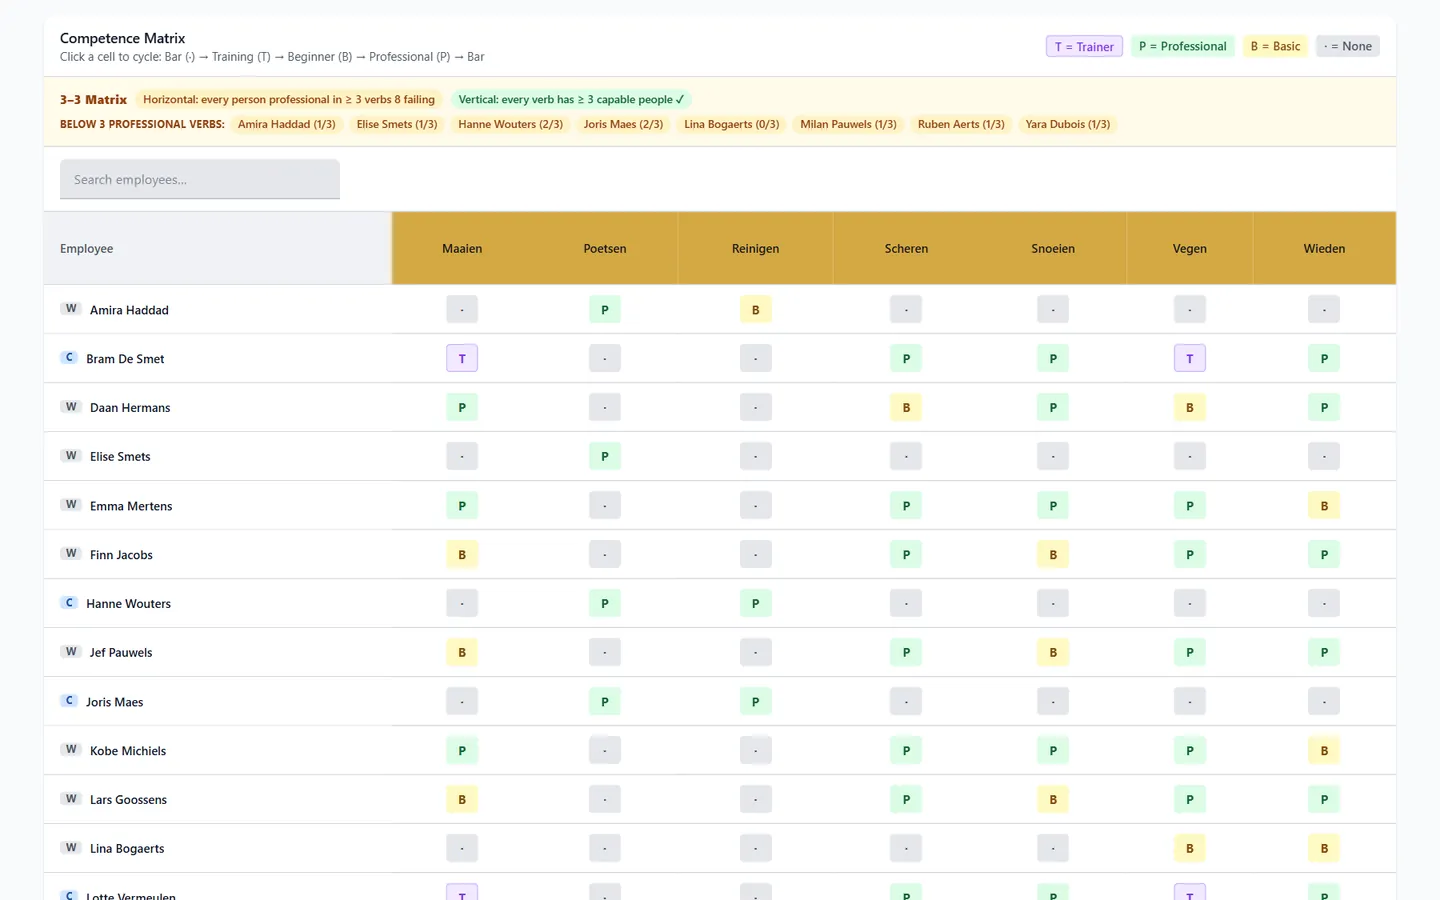 Competence Matrix
Click a cell to cycle: Bar (·) → Training (T) → Beginner (B) → Professional (P) → Bar
T = Trainer P = Professional B = Basic · = None
3–3 Matrix Horizontal: every person professional in ≥ 3 verbs 8 failing Vertical: every verb has ≥ 3 capable people ✓
BELOW 3 PROFESSIONAL VERBS: Amira Haddad (1/3) Elise Smets (1/3) Hanne Wouters (2/3) Joris Maes (2/3) Lina Bogaerts (0/3) Milan Pauwels (1/3) Ruben Aerts (1/3) Yara Dubois (1/3)
Search employees...
Employee Maaien Poetsen Reinigen Scheren Snoeien Vegen Wieden
W Amira Haddad · P B · · · ·
C Bram De Smet T · · P P T P
W Daan Hermans P · · B P B P
W Elise Smets · P · · · · ·
W Emma Mertens P · · P P P B
W Finn Jacobs B · · P B P P
C Hanne Wouters · P P · · · ·
W Jef Pauwels B · · P B P P
C Joris Maes · P P · · · ·
W Kobe Michiels P · · P P P B
W Lars Goossens B · · P B P P
W Lina Bogaerts · · · · · B B
C Lotte Vermeulen T · · P P T P